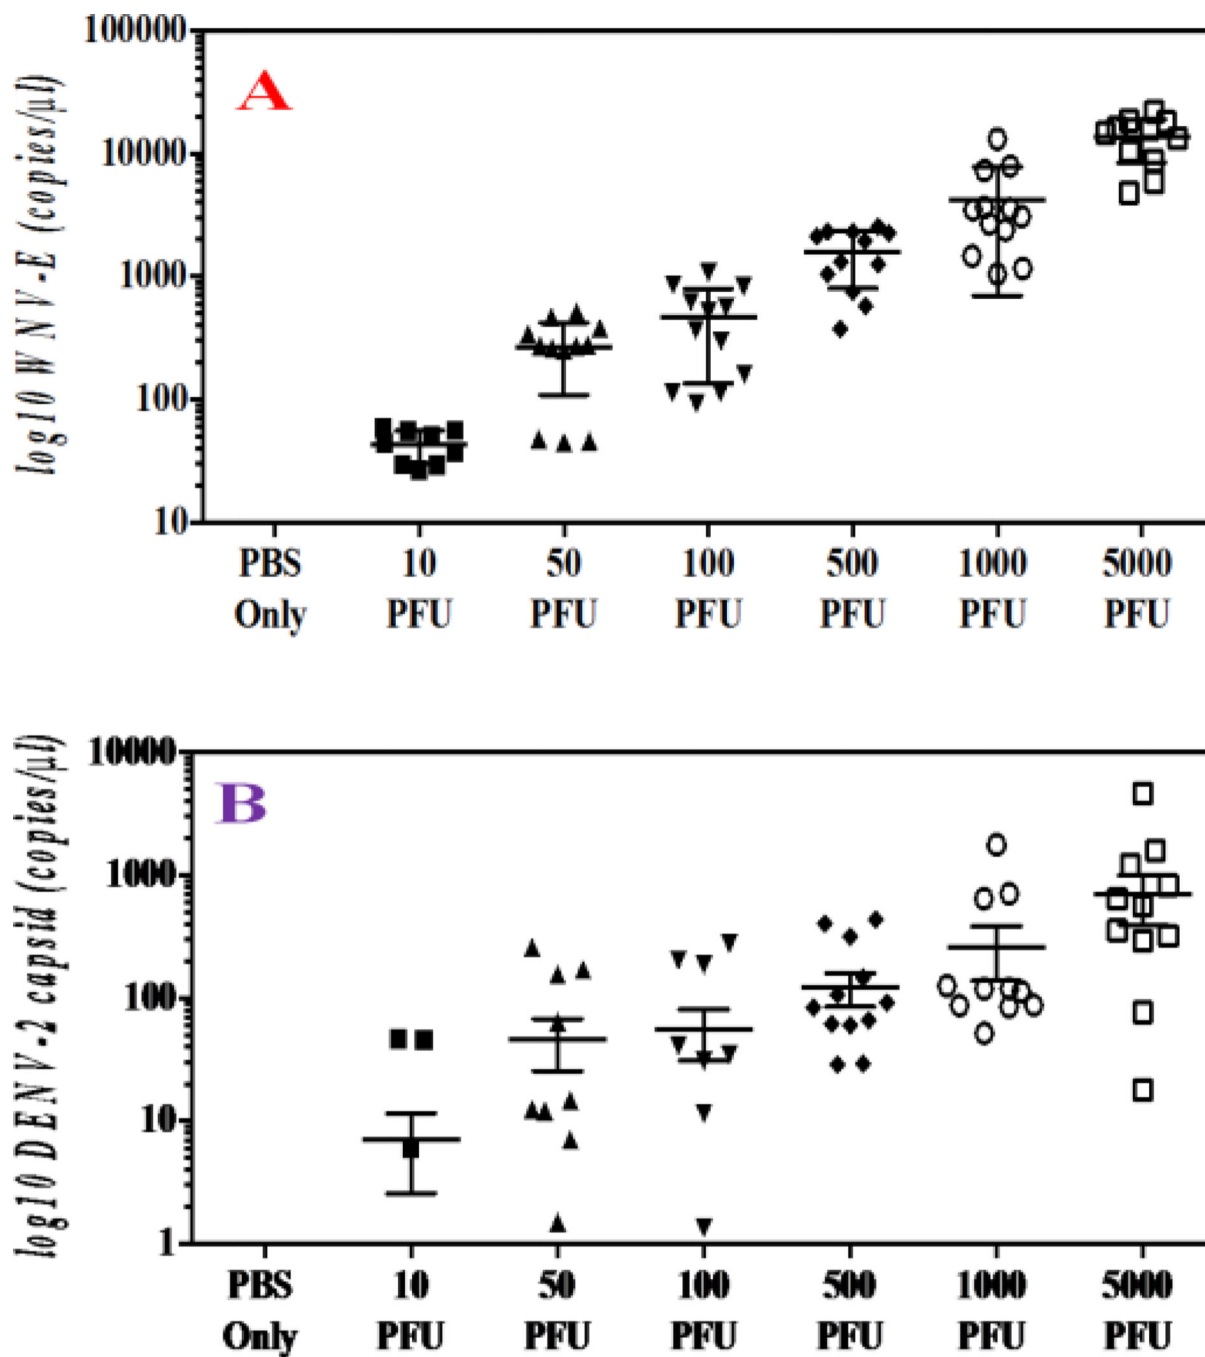 A
log10 WNV-E (copies/µl)
100000
10000
1000
100
10
PBS Only
10 PFU
50 PFU
100 PFU
500 PFU
1000 PFU
5000 PFU
B
log10 DENV-2 capsid (copies/µl)
10000
1000
100
10
1
PBS Only
10 PFU
50 PFU
100 PFU
500 PFU
1000 PFU
5000 PFU